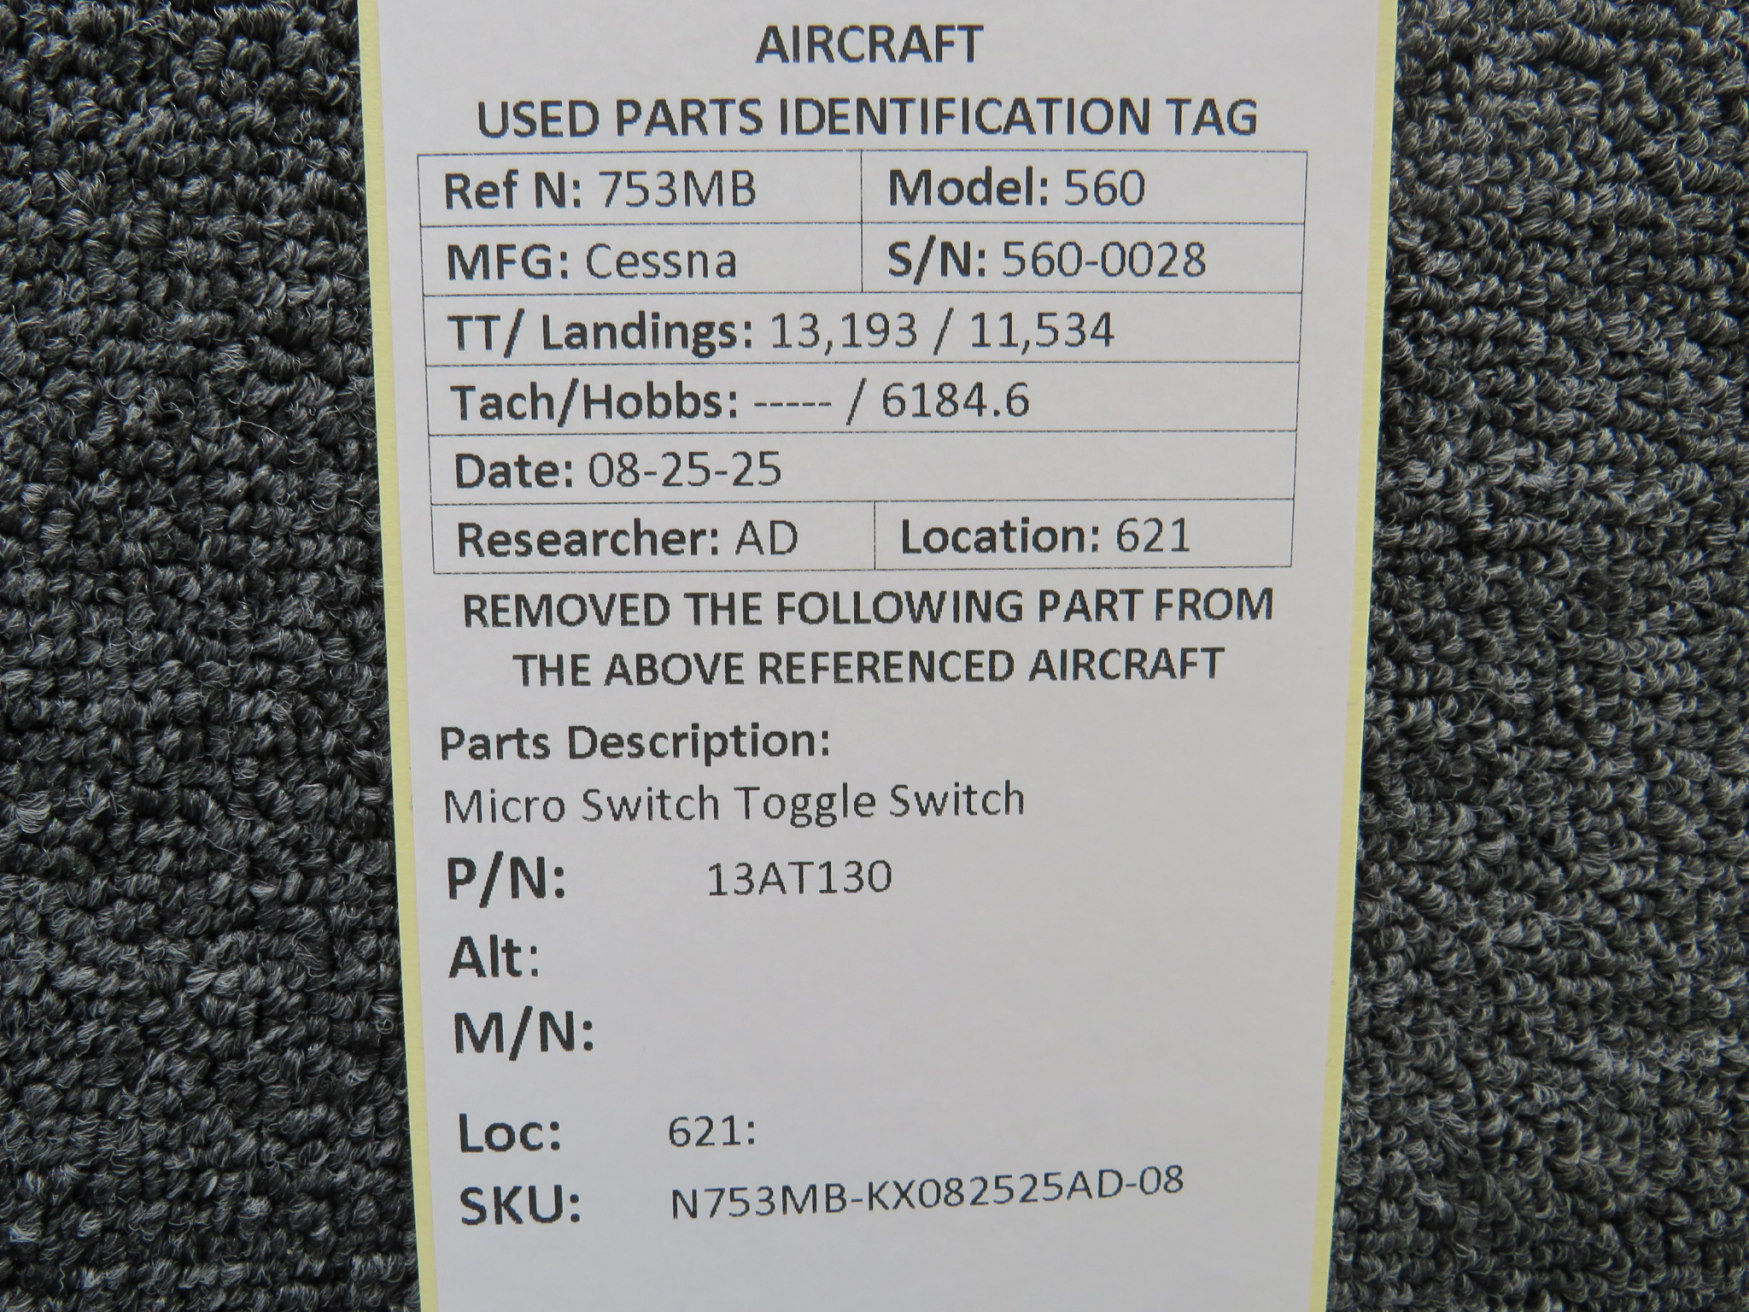 AIRCRAFT
USED PARTS IDENTIFICATION TAG
Ref N: 753MB Model: 560
MFG: Cessna S/N: 560-0028
TT/ Landings: 13,193 / 11,534
Tach/Hobbs: ----- / 6184.6
Date: 08-25-25
Researcher: AD Location: 621
REMOVED THE FOLLOWING PART FROM
THE ABOVE REFERENCED AIRCRAFT
Parts Description:
Micro Switch Toggle Switch
P/N: 13AT130
Alt:
M/N:
Loc: 621:
SKU: N753MB-KX082525AD-08